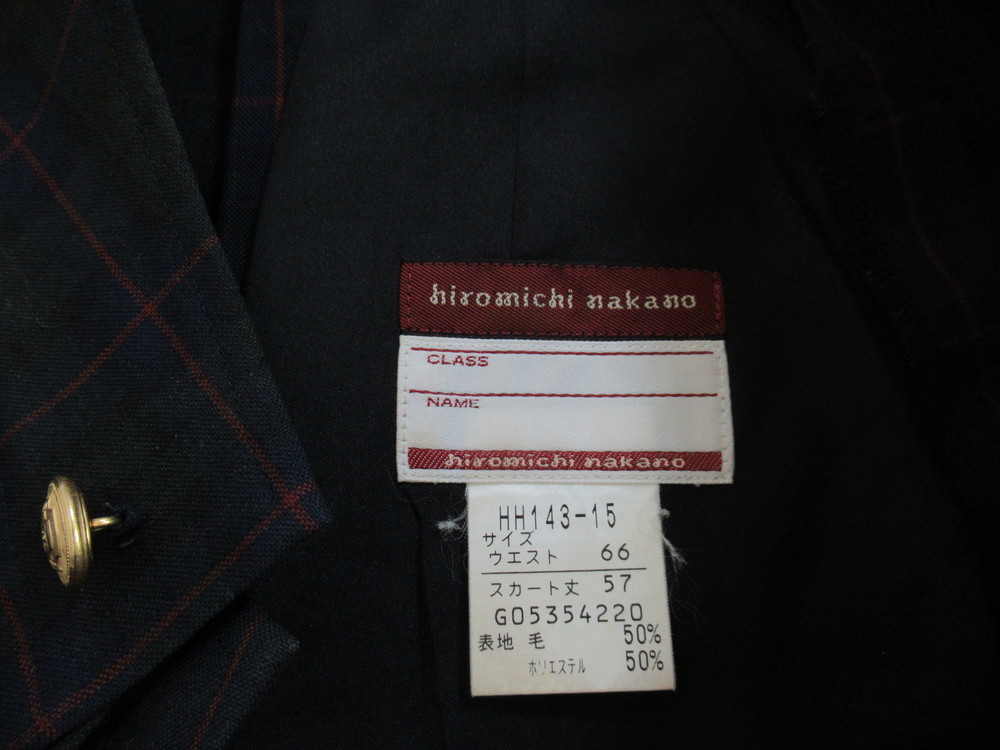 hiromichi nakano
CLASS
NAME
hiromichi nakano
HH143-15
サイズ
ウエスト 66
スカート丈 57
G05354220
表地 毛 50%
ポリエステル 50%